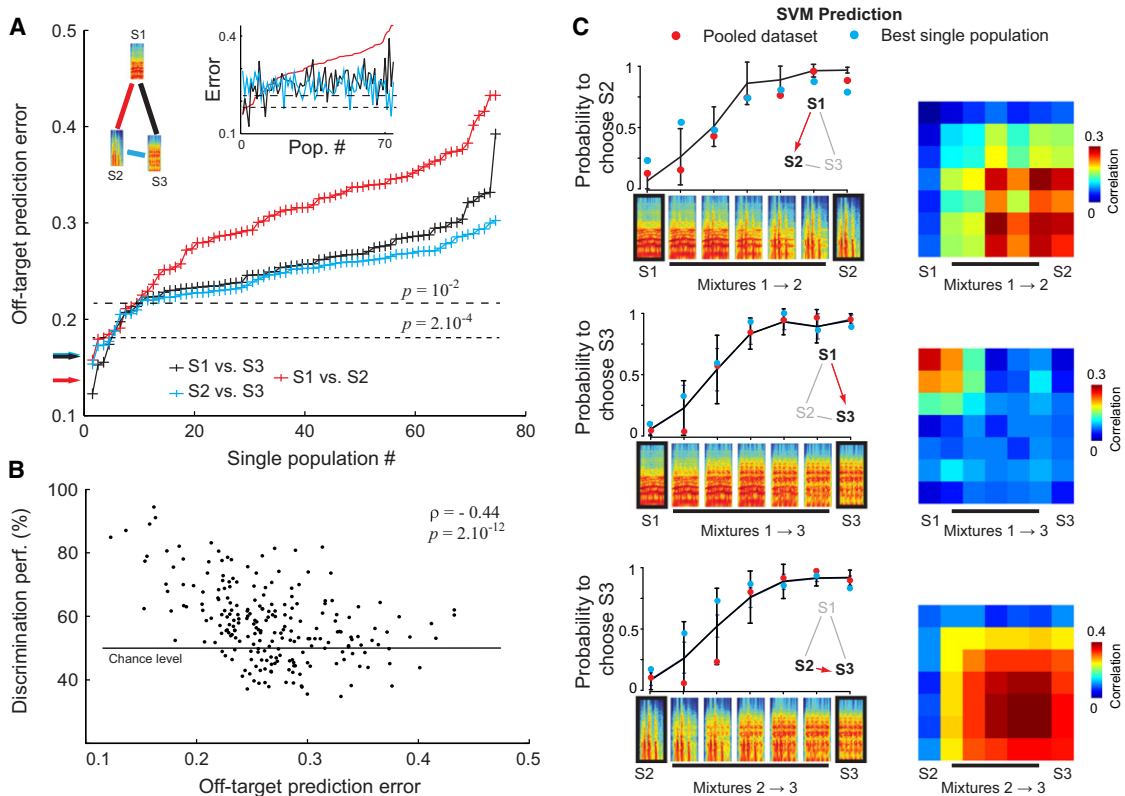 A
S1
S2
S3
Off-target prediction error
0.5
0.4
0.3
0.2
0.1
0
20
40
60
80
Single population #
Error
0.4
0.1
0
70
Pop. #
p = 10-2
p = 2.10-4
S1 vs. S3
S2 vs. S3
S1 vs. S2
B
Discrimination perf. (%)
100
80
60
40
Chance level
ρ = - 0.44
p = 2.10-12
0.1
0.2
0.3
0.4
0.5
Off-target prediction error
C
SVM Prediction
Pooled dataset
Best single population
Probability to
choose S2
1
0.5
0
S1
S2
S3
S1
S2
Mixtures 1 → 2
0.3
0
Correlation
S1
S2
Mixtures 1 → 2
Probability to
choose S3
1
0.5
0
S1
S2
S3
S1
S3
Mixtures 1 → 3
0.3
0
Correlation
S1
S3
Mixtures 1 → 3
Probability to
choose S3
1
0.5
0
S1
S2
S3
S2
S3
Mixtures 2 → 3
0.4
0
Correlation
S2
S3
Mixtures 2 → 3